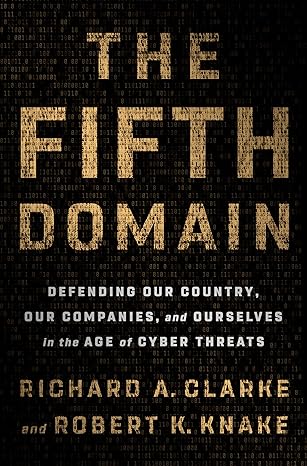 THE
FIFTH
DOMAIN
DEFENDING OUR COUNTRY,
OUR COMPANIES, and OURSELVES
in the AGE of CYBER THREATS
RICHARD A. CLARKE
and ROBERT K. KNAKE